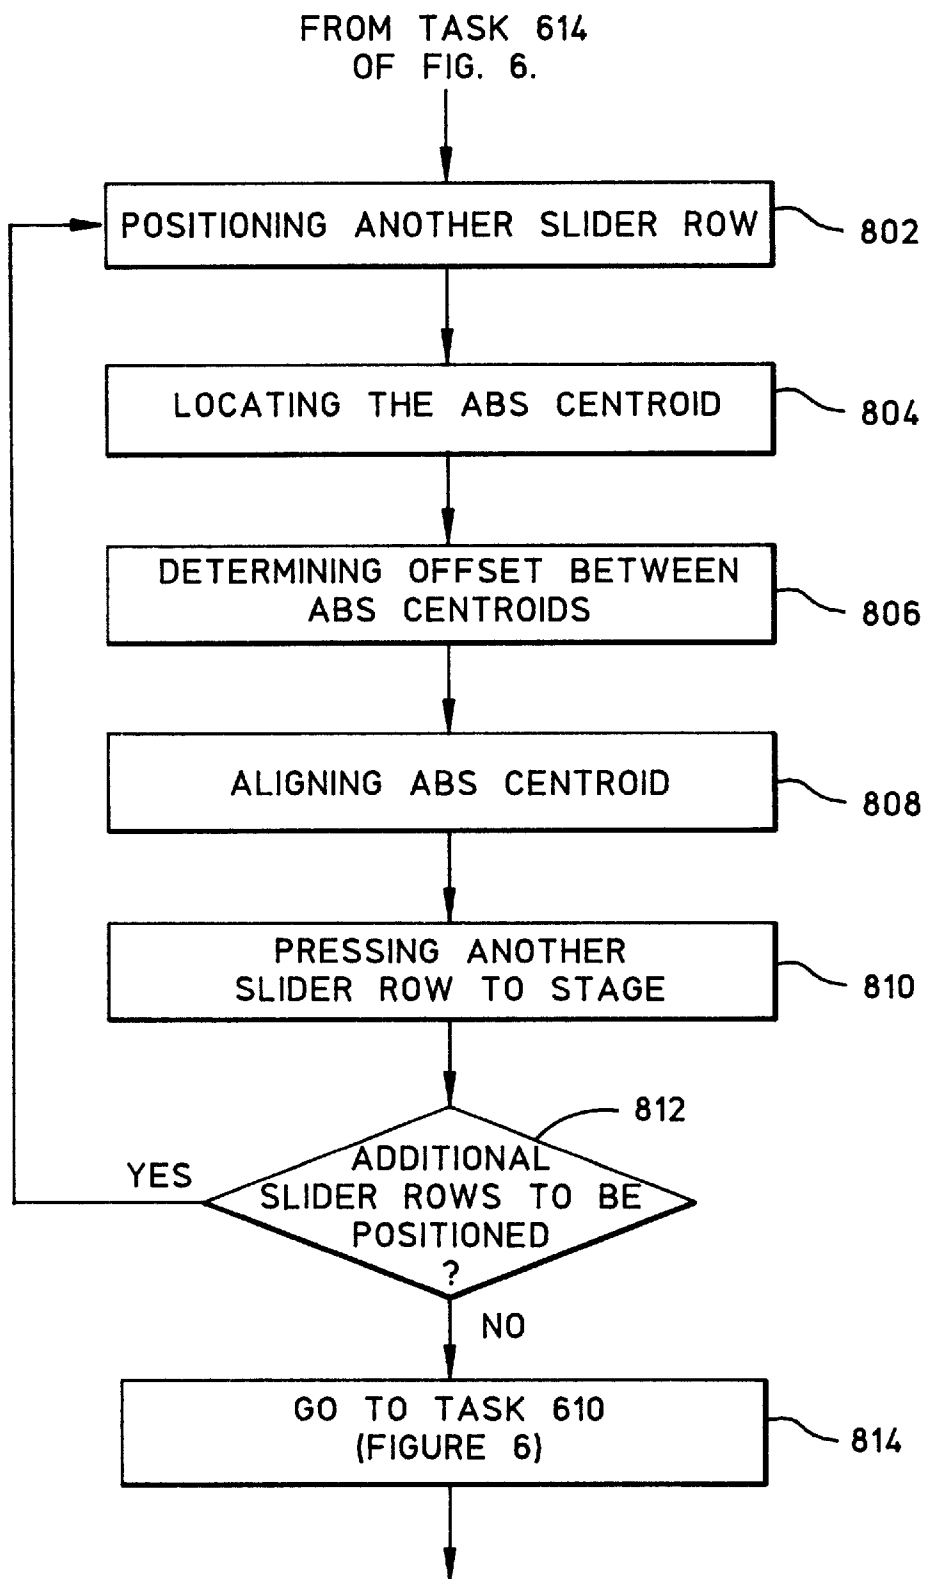 FROM TASK 614
OF FIG. 6.
POSITIONING ANOTHER SLIDER ROW
802
LOCATING THE ABS CENTROID
804
DETERMINING OFFSET BETWEEN
ABS CENTROIDS
806
ALIGNING ABS CENTROID
808
PRESSING ANOTHER
SLIDER ROW TO STAGE
810
812
YES
ADDITIONAL
SLIDER ROWS TO BE
POSITIONED
?
NO
GO TO TASK 610
(FIGURE 6)
814